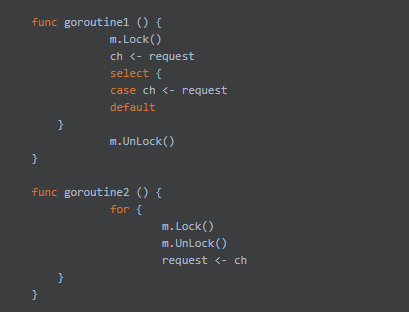 func goroutine1 () {
m.Lock()
ch <- request
select {
case ch <- request
default
}
m.UnLock()
}
func goroutine2 () {
for {
m.Lock()
m.UnLock()
request <- ch
}
}